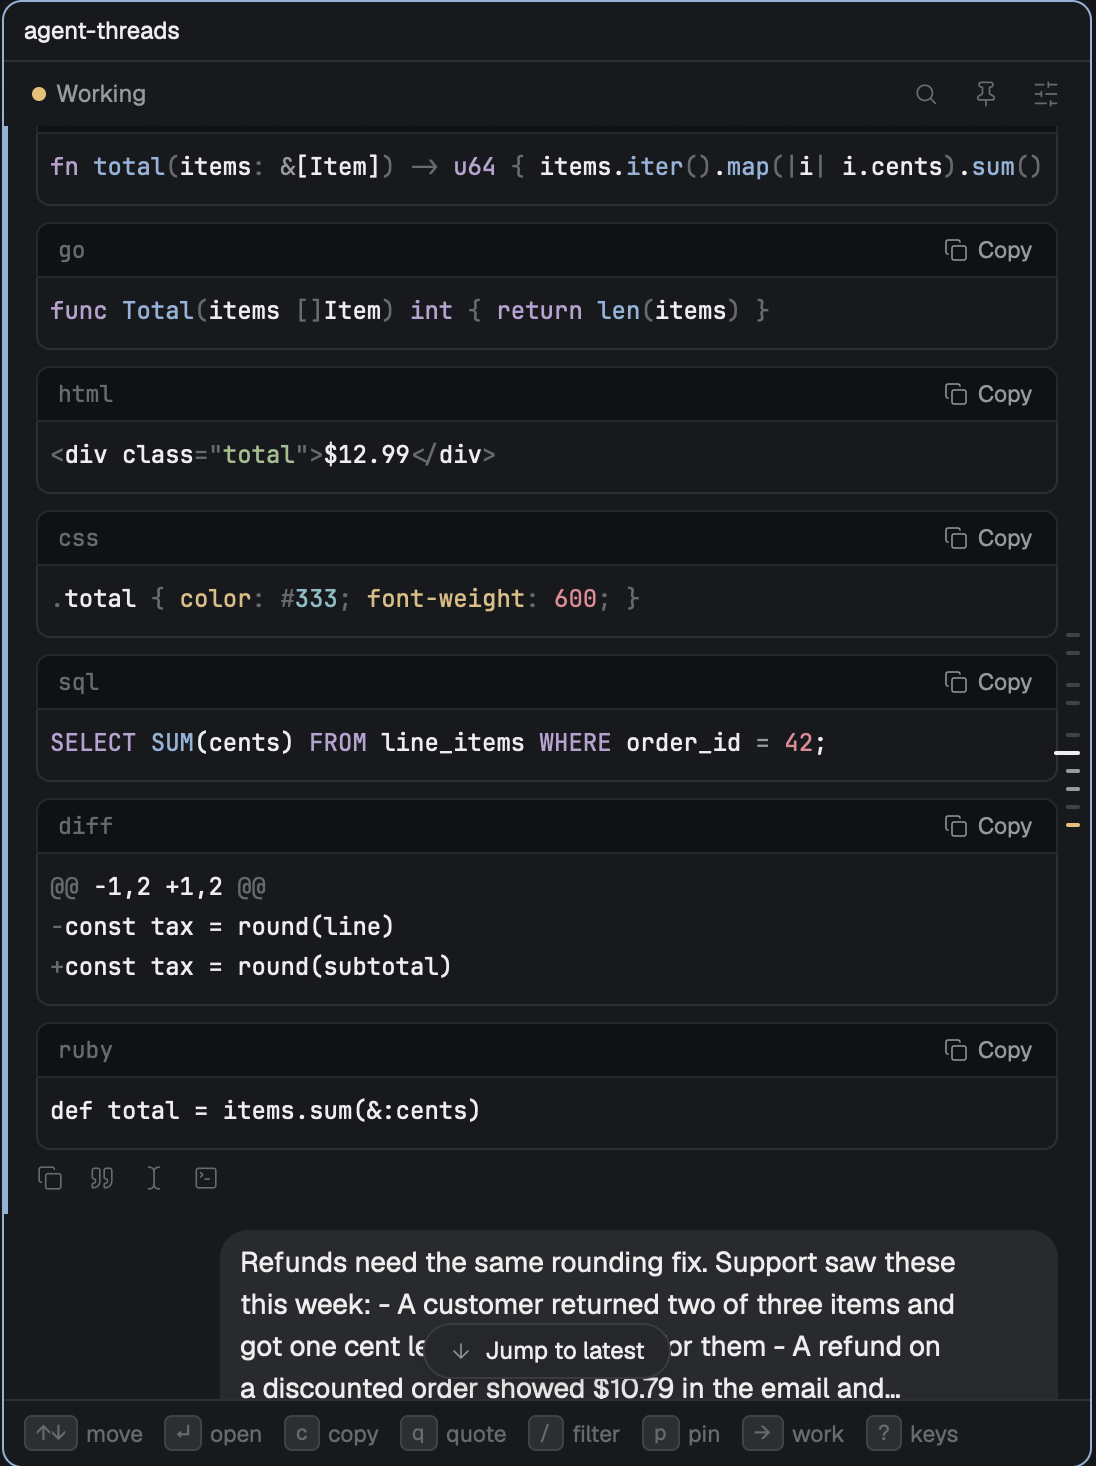 agent-threads
Working
fn total(items: &[Item]) -> u64 { items.iter().map(|i| i.cents).sum()
go
Copy
func Total(items []Item) int { return len(items) }
html
Copy
<div class="total">$12.99</div>
css
Copy
.total { color: #333; font-weight: 600; }
sql
Copy
SELECT SUM(cents) FROM line_items WHERE order_id = 42;
diff
Copy
@@ -1,2 +1,2 @@
-const tax = round(line)
+const tax = round(subtotal)
ruby
Copy
def total = items.sum(&:cents)
Refunds need the same rounding fix. Support saw these
this week: - A customer returned two of three items and
got one cent or them - A refund on
Jump to latest
a discounted order showed $10.79 in the email and...
↑↓ move ↵ open c copy q quote / filter p pin → work ? keys